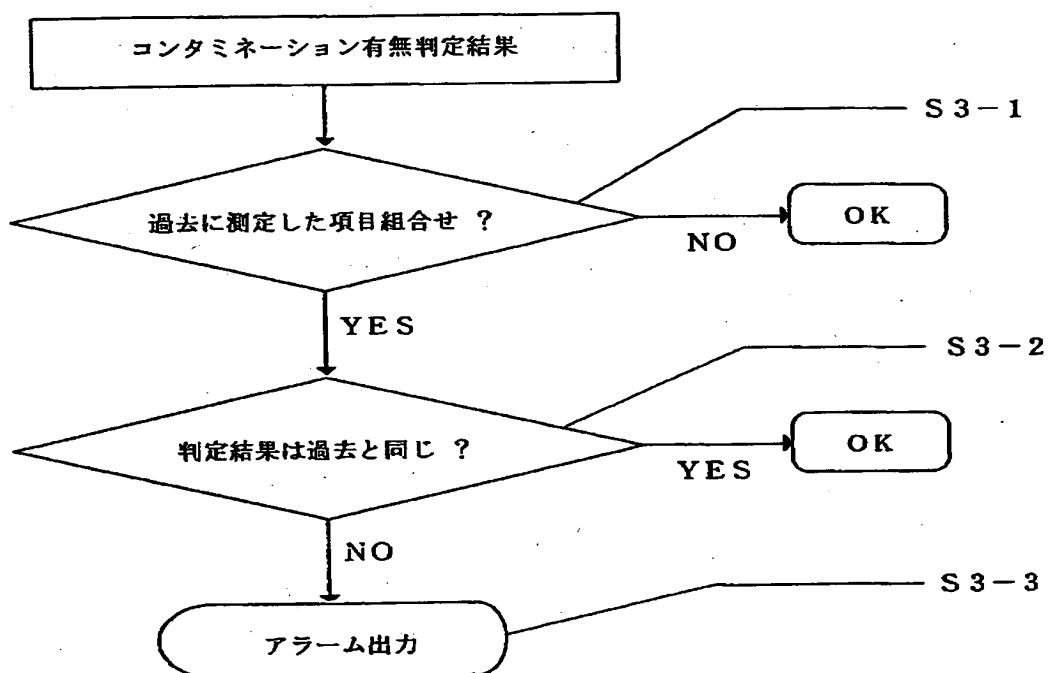 コンタミネーション有無判定結果
S3-1
過去に測定した項目組合せ ?
OK
NO
YES
S3-2
判定結果は過去と同じ ?
OK
YES
NO
S3-3
アラーム出力